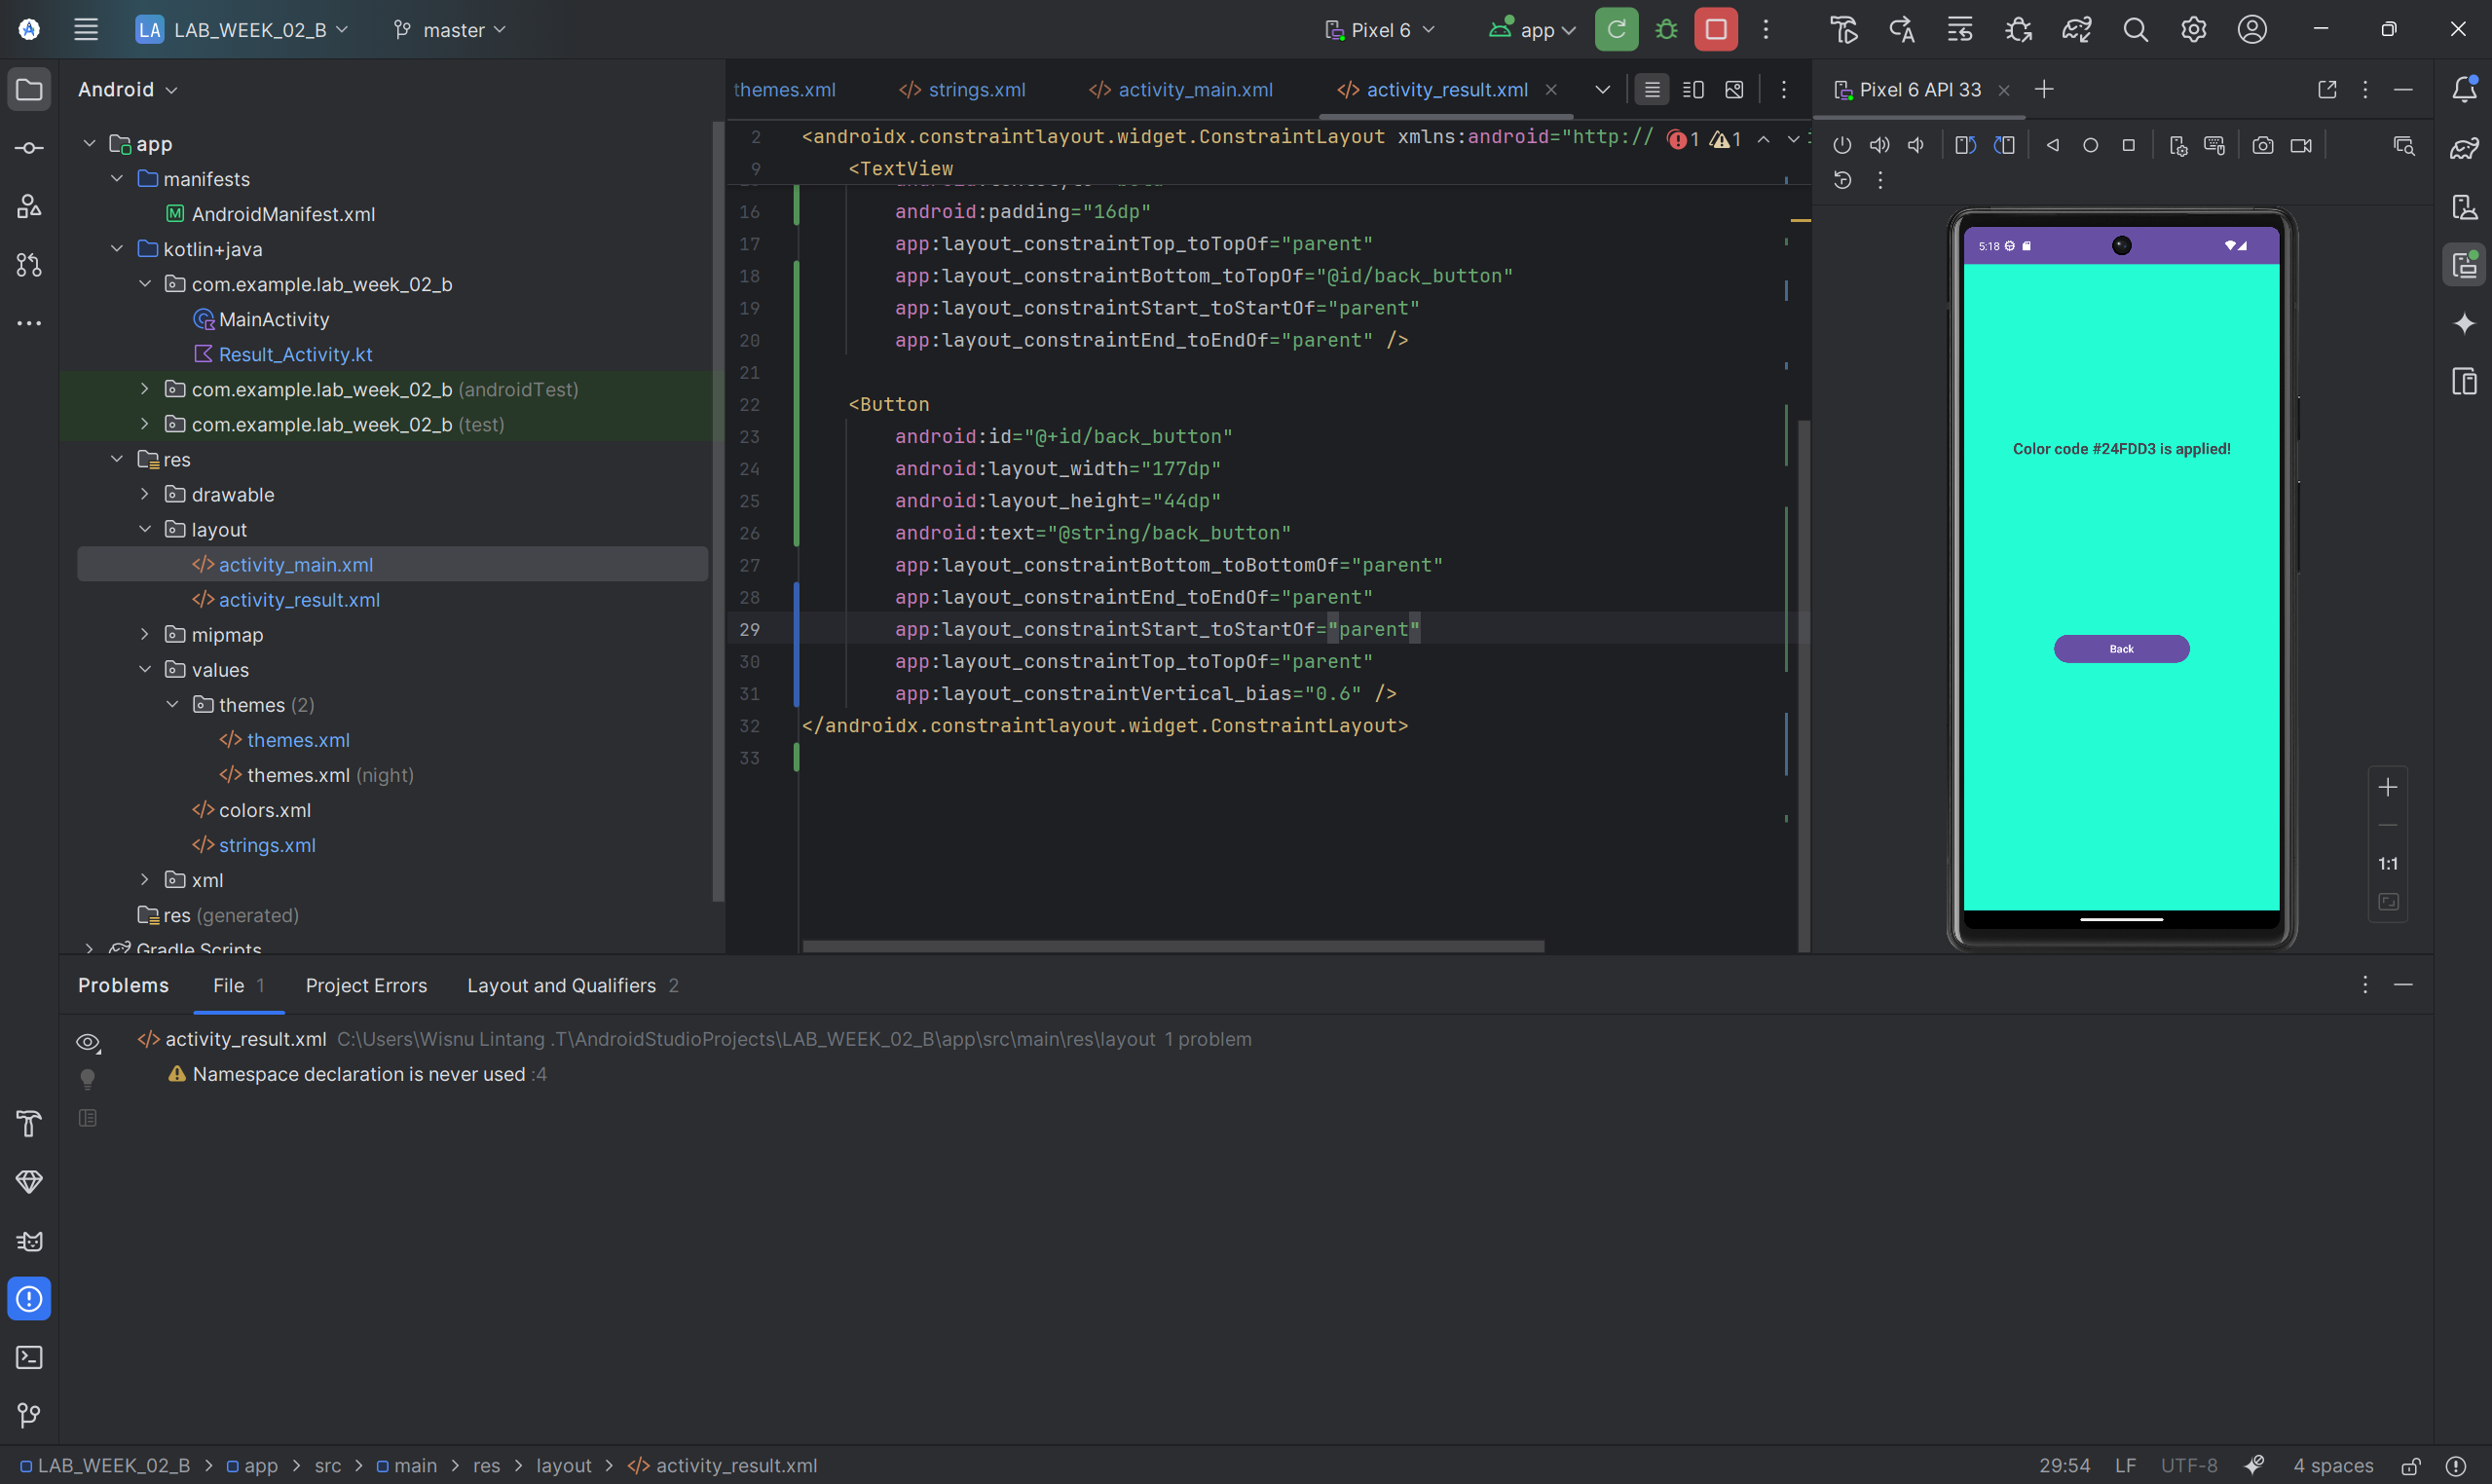 LA LAB_WEEK_02_B master Pixel 6 app
Android
app
manifests
AndroidManifest.xml
kotlin+java
com.example.lab_week_02_b
MainActivity
Result_Activity.kt
com.example.lab_week_02_b (androidTest)
com.example.lab_week_02_b (test)
res
drawable
layout
activity_main.xml
activity_result.xml
mipmap
values
themes (2)
themes.xml
themes.xml (night)
colors.xml
strings.xml
xml
res (generated)
Gradle Scripts
themes.xml strings.xml activity_main.xml activity_result.xml
2 <androidx.constraintlayout.widget.ConstraintLayout xmlns:android="http:// 1 1
9 <TextView
16 android:padding="16dp"
17 app:layout_constraintTop_toTopOf="parent"
18 app:layout_constraintBottom_toTopOf="@id/back_button"
19 app:layout_constraintStart_toStartOf="parent"
20 app:layout_constraintEnd_toEndOf="parent" />
21
22 <Button
23 android:id="@+id/back_button"
24 android:layout_width="177dp"
25 android:layout_height="44dp"
26 android:text="@string/back_button"
27 app:layout_constraintBottom_toBottomOf="parent"
28 app:layout_constraintEnd_toEndOf="parent"
29 app:layout_constraintStart_toStartOf="parent"
30 app:layout_constraintTop_toTopOf="parent"
31 app:layout_constraintVertical_bias="0.6" />
32 </androidx.constraintlayout.widget.ConstraintLayout>
33
Pixel 6 API 33
5:18
Color code #24FDD3 is applied!
Back
1:1
Problems File 1 Project Errors Layout and Qualifiers 2
activity_result.xml C:\Users\Wisnu Lintang .T\AndroidStudioProjects\LAB_WEEK_02_B\app\src\main\res\layout 1 problem
Namespace declaration is never used :4
LAB_WEEK_02_B > app > src > main > res > layout > activity_result.xml
29:54 LF UTF-8 4 spaces